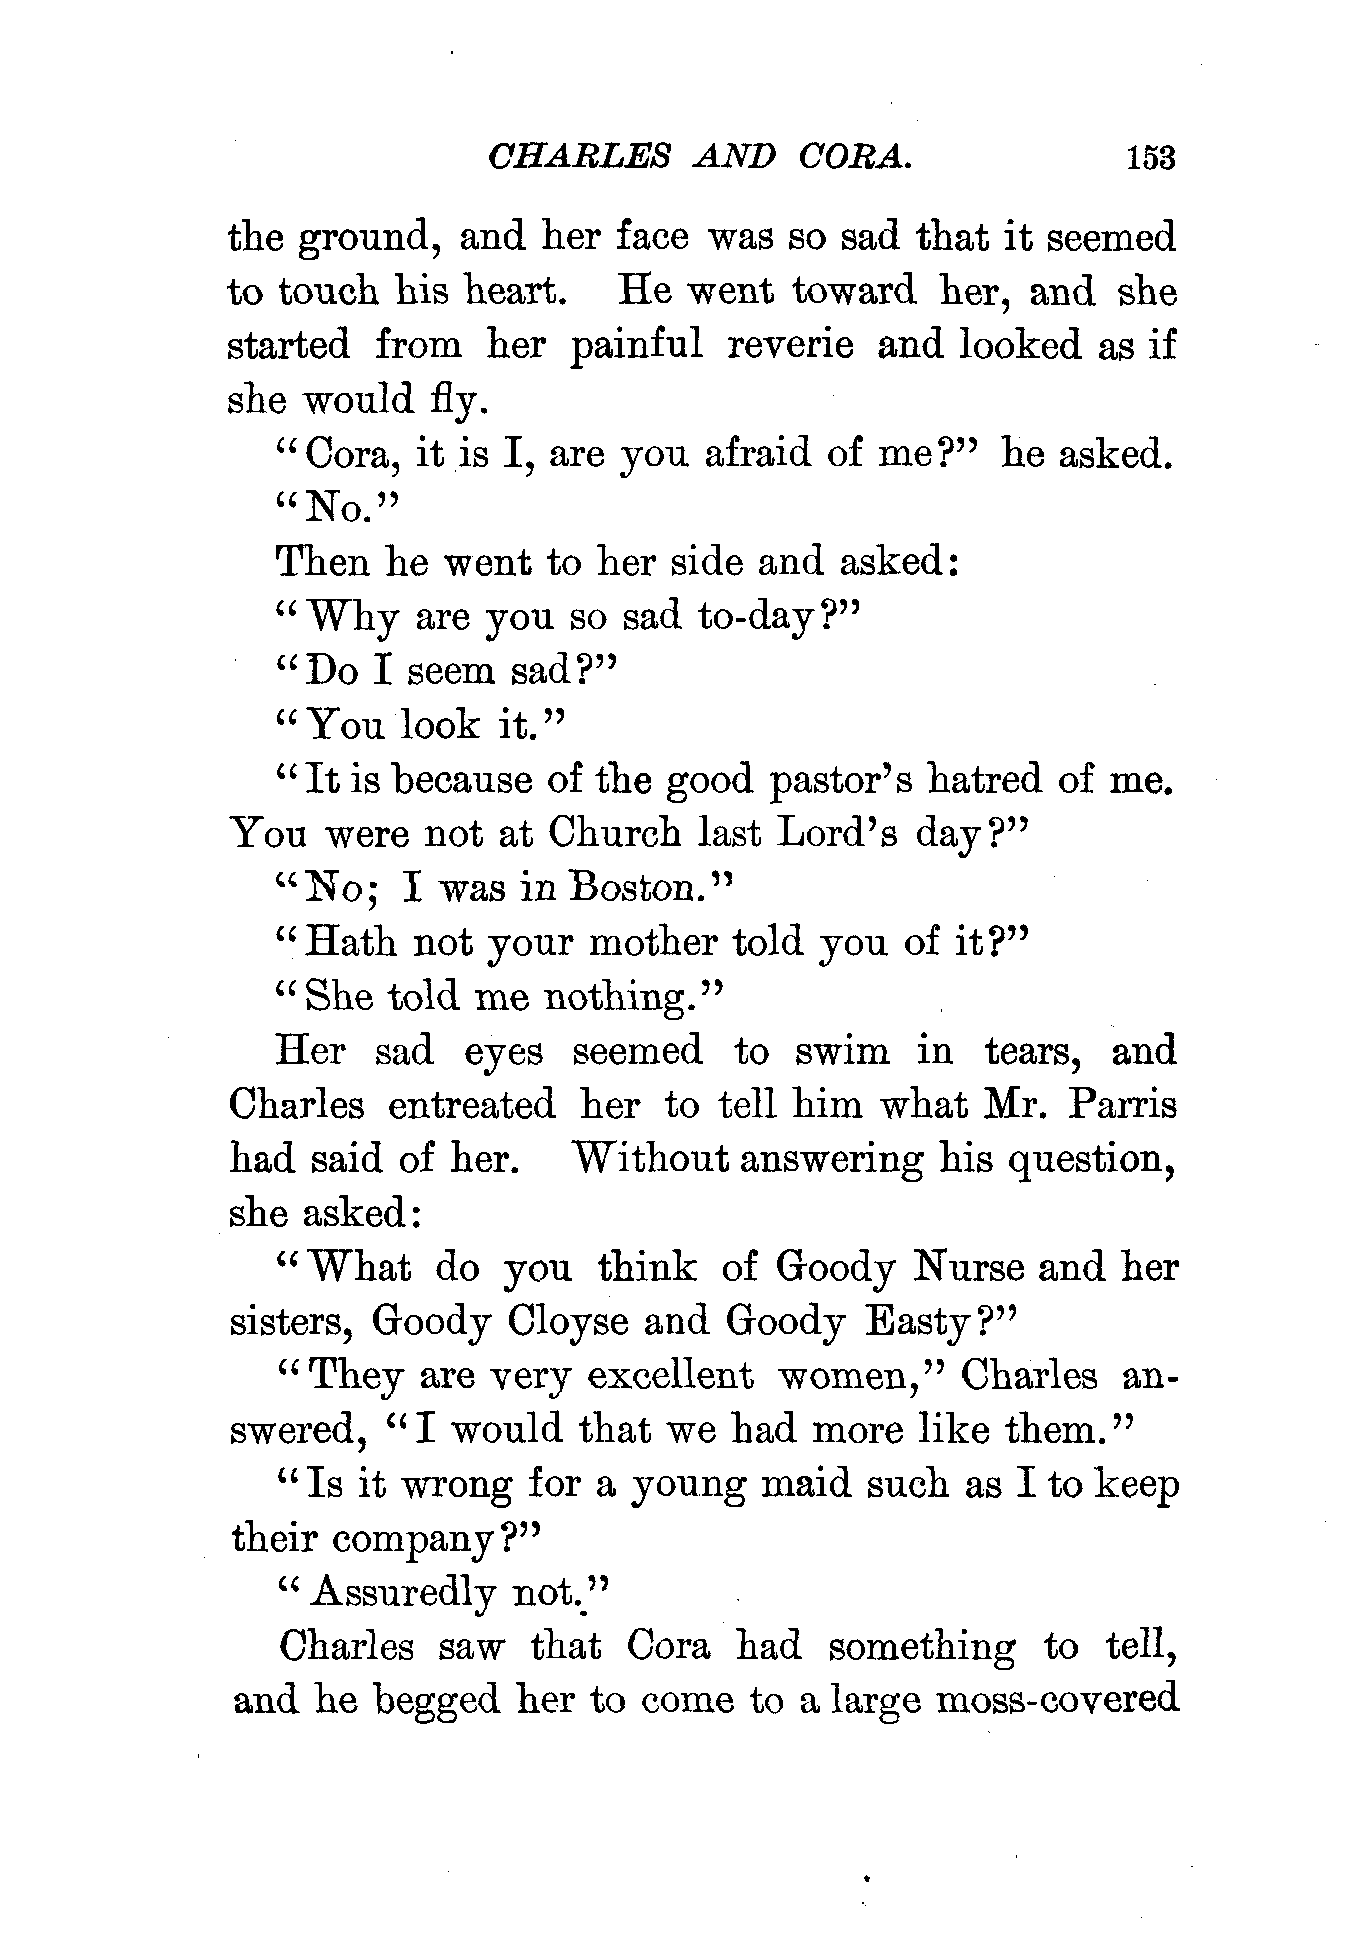 CHARLES AND CORA. 153
the ground, and her face was so sad that it seemed
to touch his heart. He went toward her, and she
started from her painful reverie and looked as if
she would fly.
"Cora, it is I, are you afraid of me?" he asked.
"No."
Then he went to her side and asked:
"Why are you so sad to-day?"
"Do I seem sad?"
"You look it."
"It is because of the good pastor's hatred of me.
You were not at Church last Lord's day?"
"No; I was in Boston."
"Hath not your mother told you of it?"
"She told me nothing."
Her sad eyes seemed to swim in tears, and
Charles entreated her to tell him what Mr. Parris
had said of her. Without answering his question,
she asked:
"What do you think of Goody Nurse and her
sisters, Goody Cloyse and Goody Easty?"
"They are very excellent women," Charles an-
swered, "I would that we had more like them."
"Is it wrong for a young maid such as I to keep
their company?"
"Assuredly not."
Charles saw that Cora had something to tell,
and he begged her to come to a large moss-covered